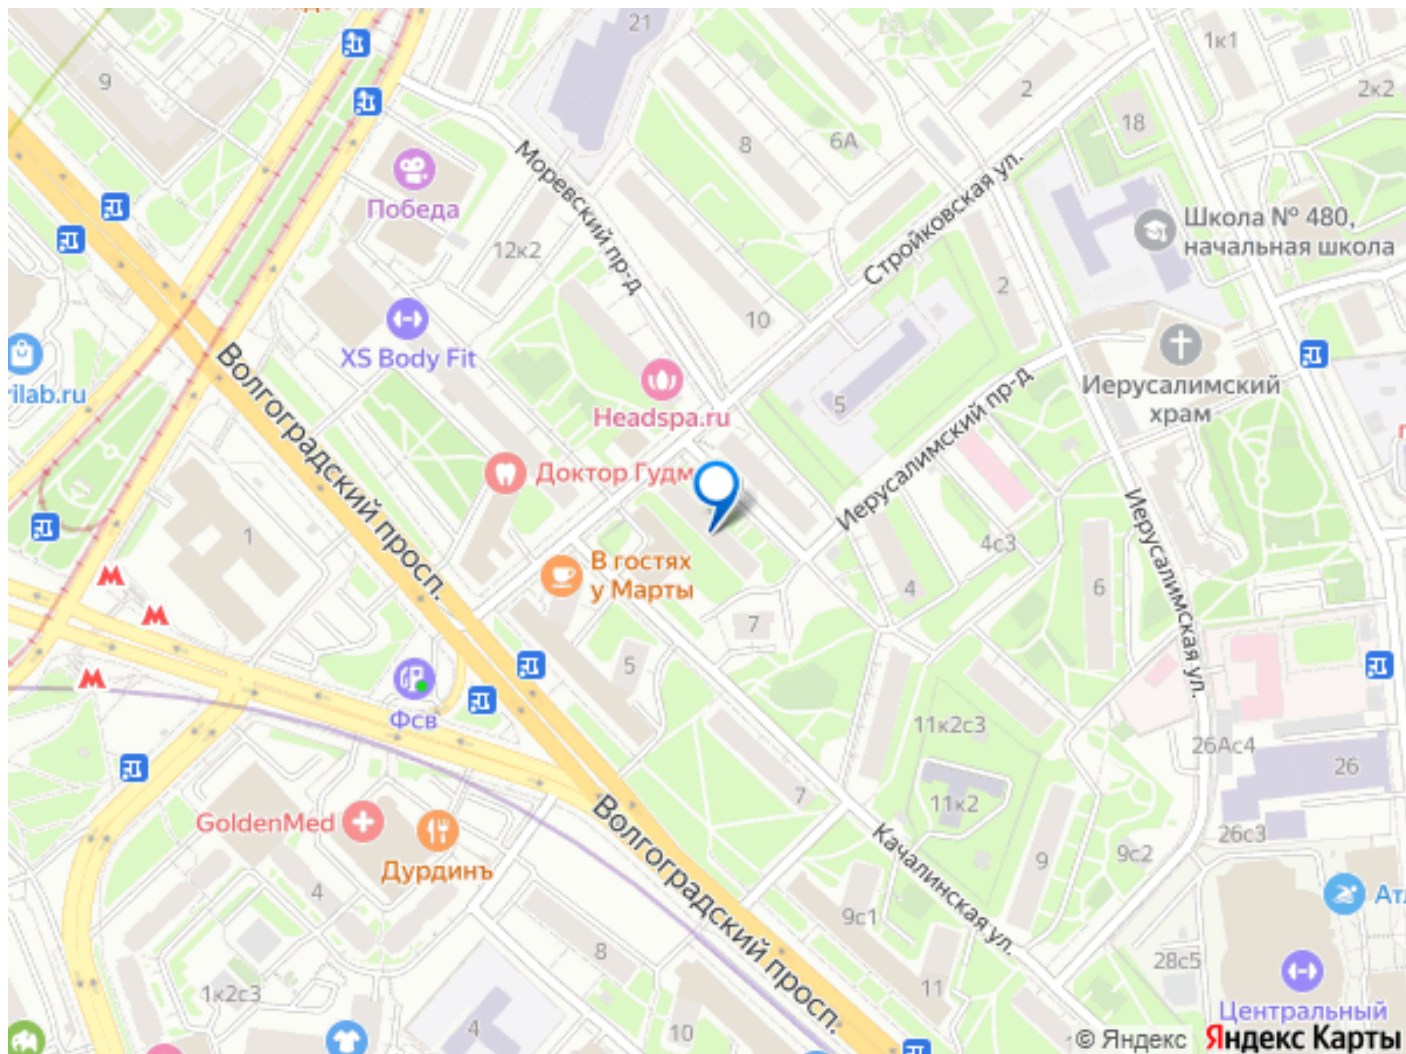 21
1к1
9
2
2к2
18
8
6А
Моревский пр-д
Победа
Стройковская ул.
Школа № 480,
начальная школа
12к2
2
10
XS Body Fit
rilab.ru
Волгоградский просп.
Headspa.ru
5
Иерусалимский
храм
Иерусалимский пр-д
Доктор Гудм
1
4с3
Иерусалимская ул.
В гостях
у Марты
4
6
7
5
Фсв
11к2с3
26Ас4
26
7
11к2
GoldenMed
Волгоградский просп.
Качалинская ул.
26с3
9с2
9
Дурдинъ
4
Атл
9с1
8
28с5
11
1к2с3
Центральный
4
10
© Яндекс
Яндекс Карты